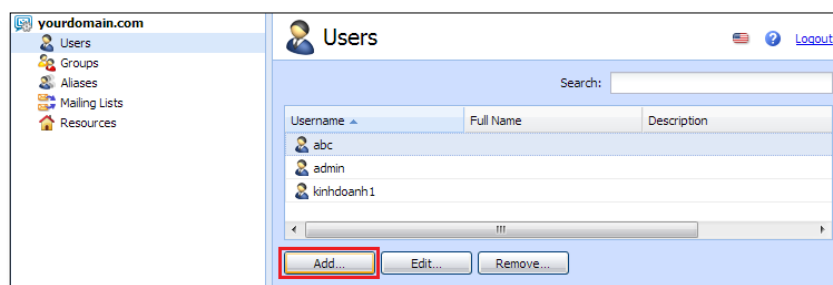 yourdomain.com
Users
Groups
Aliases
Mailing Lists
Resources
Users
Logout
Search:
Username Full Name Description
abc
admin
kinhdoanh1
Add... Edit... Remove...